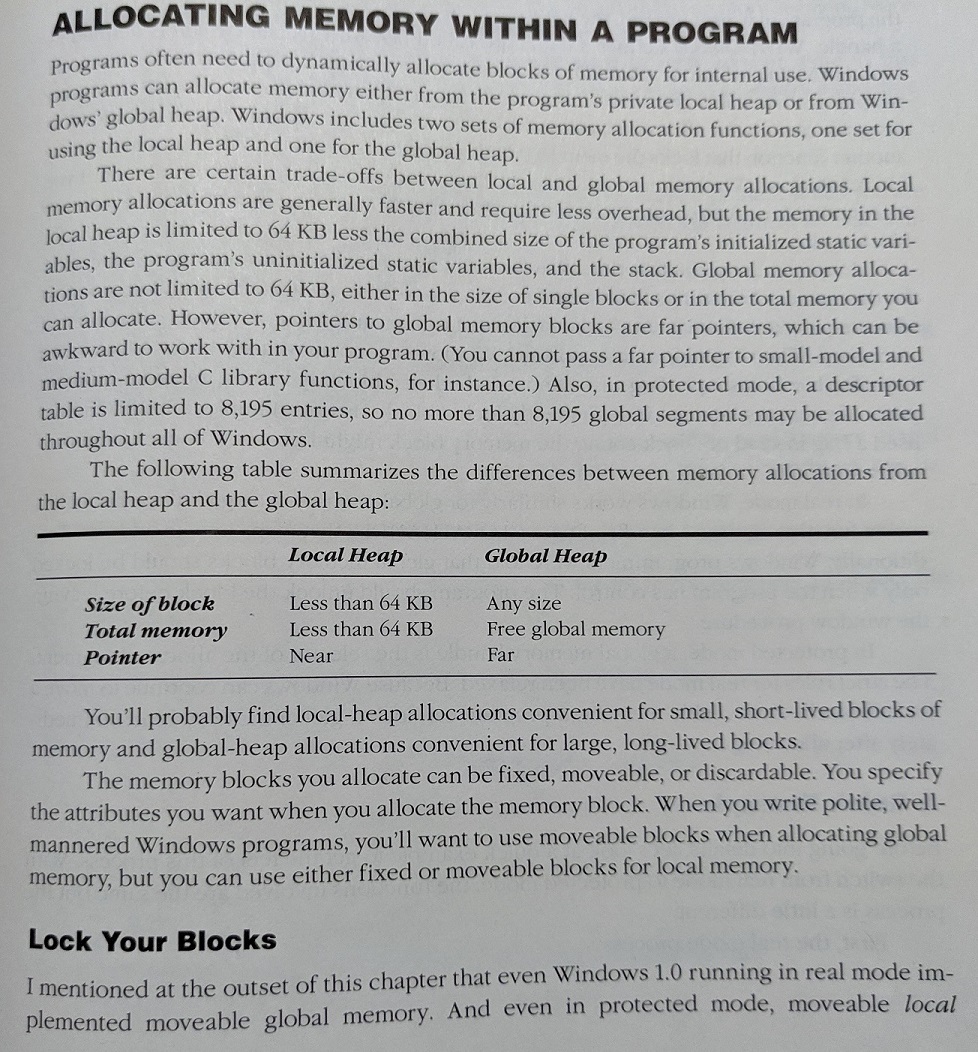 ALLOCATING MEMORY WITHIN A PROGRAM
Programs often need to dynamically allocate blocks of memory for internal use. Windows
programs can allocate memory either from the program's private local heap or from Win-
dows' global heap. Windows includes two sets of memory allocation functions, one set for
using the local heap and one for the global heap.
There are certain trade-offs between local and global memory allocations. Local
memory allocations are generally faster and require less overhead, but the memory in the
local heap is limited to 64 KB less the combined size of the program's initialized static vari-
ables, the program's uninitialized static variables, and the stack. Global memory alloca-
tions are not limited to 64 KB, either in the size of single blocks or in the total memory you
can allocate. However, pointers to global memory blocks are far pointers, which can be
awkward to work with in your program. (You cannot pass a far pointer to small-model and
medium-model C library functions, for instance.) Also, in protected mode, a descriptor
table is limited to 8,195 entries, so no more than 8,195 global segments may be allocated
throughout all of Windows.
The following table summarizes the differences between memory allocations from
the local heap and the global heap:
Local Heap Global Heap
Size of block Less than 64 KB Any size
Total memory Less than 64 KB Free global memory
Pointer Near Far
You'll probably find local-heap allocations convenient for small, short-lived blocks of
memory and global-heap allocations convenient for large, long-lived blocks.
The memory blocks you allocate can be fixed, moveable, or discardable. You specify
the attributes you want when you allocate the memory block. When you write polite, well-
mannered Windows programs, you'll want to use moveable blocks when allocating global
memory, but you can use either fixed or moveable blocks for local memory.
Lock Your Blocks
I mentioned at the outset of this chapter that even Windows 1.0 running in real mode im-
plemented moveable global memory. And even in protected mode, moveable local